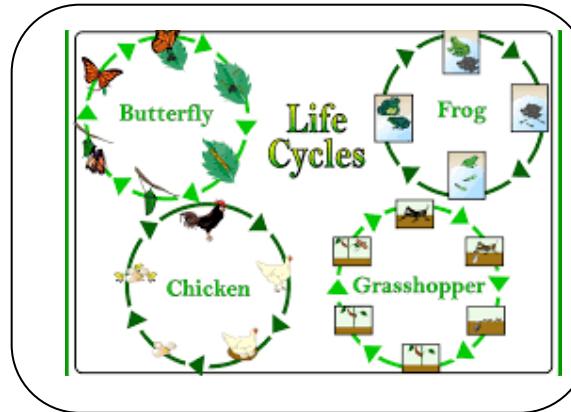 Butterfly
Life
Cycles
Frog
Chicken
Grasshopper